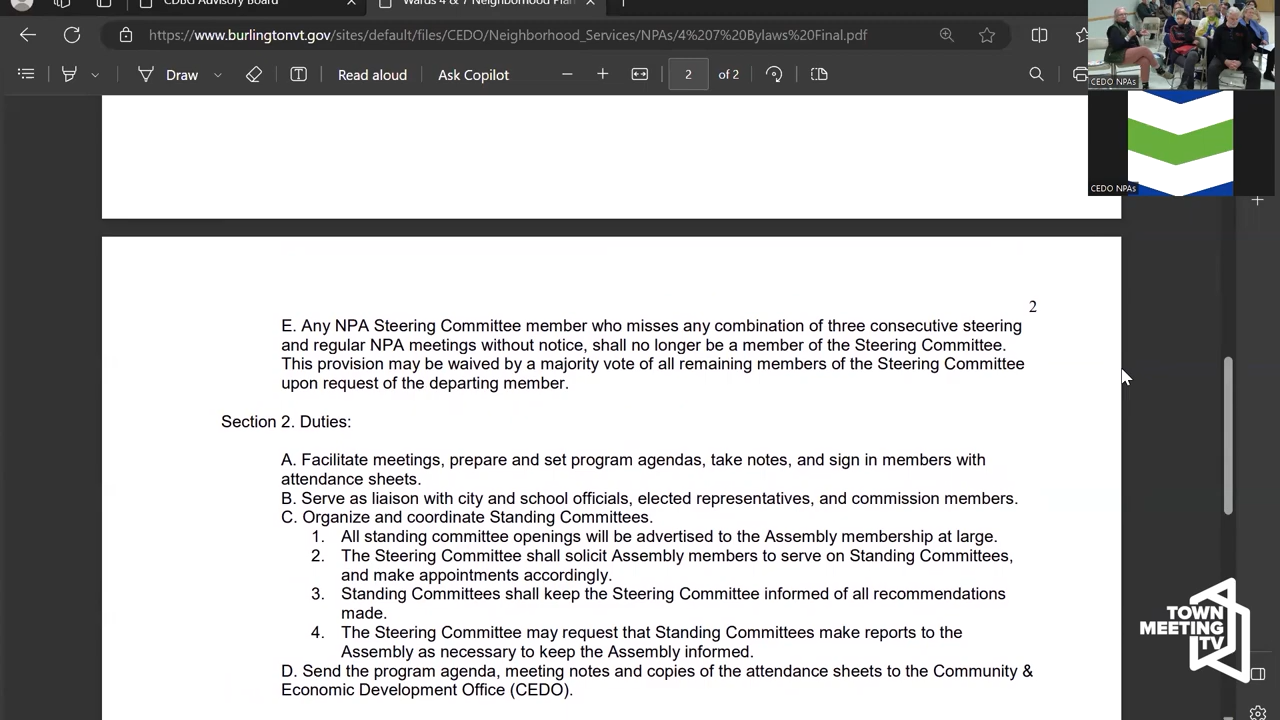 CDBG Advisory Board
Wards 4 & 7 Neighborhood Plan
https://www.burlingtonvt.gov/sites/default/files/CEDO/Neighborhood_Services/NPAs/4%207%20Bylaws%20Final.pdf
Draw
Read aloud
Ask Copilot
2
of 2
CEDO NPAs
CEDO NPAs
2
E. Any NPA Steering Committee member who misses any combination of three consecutive steering
and regular NPA meetings without notice, shall no longer be a member of the Steering Committee.
This provision may be waived by a majority vote of all remaining members of the Steering Committee
upon request of the departing member.
Section 2. Duties:
A. Facilitate meetings, prepare and set program agendas, take notes, and sign in members with
attendance sheets.
B. Serve as liaison with city and school officials, elected representatives, and commission members.
C. Organize and coordinate Standing Committees.
1. All standing committee openings will be advertised to the Assembly membership at large.
2. The Steering Committee shall solicit Assembly members to serve on Standing Committees,
and make appointments accordingly.
3. Standing Committees shall keep the Steering Committee informed of all recommendations
made.
4. The Steering Committee may request that Standing Committees make reports to the
Assembly as necessary to keep the Assembly informed.
D. Send the program agenda, meeting notes and copies of the attendance sheets to the Community &
Economic Development Office (CEDO).
TOWN
MEETING
TV